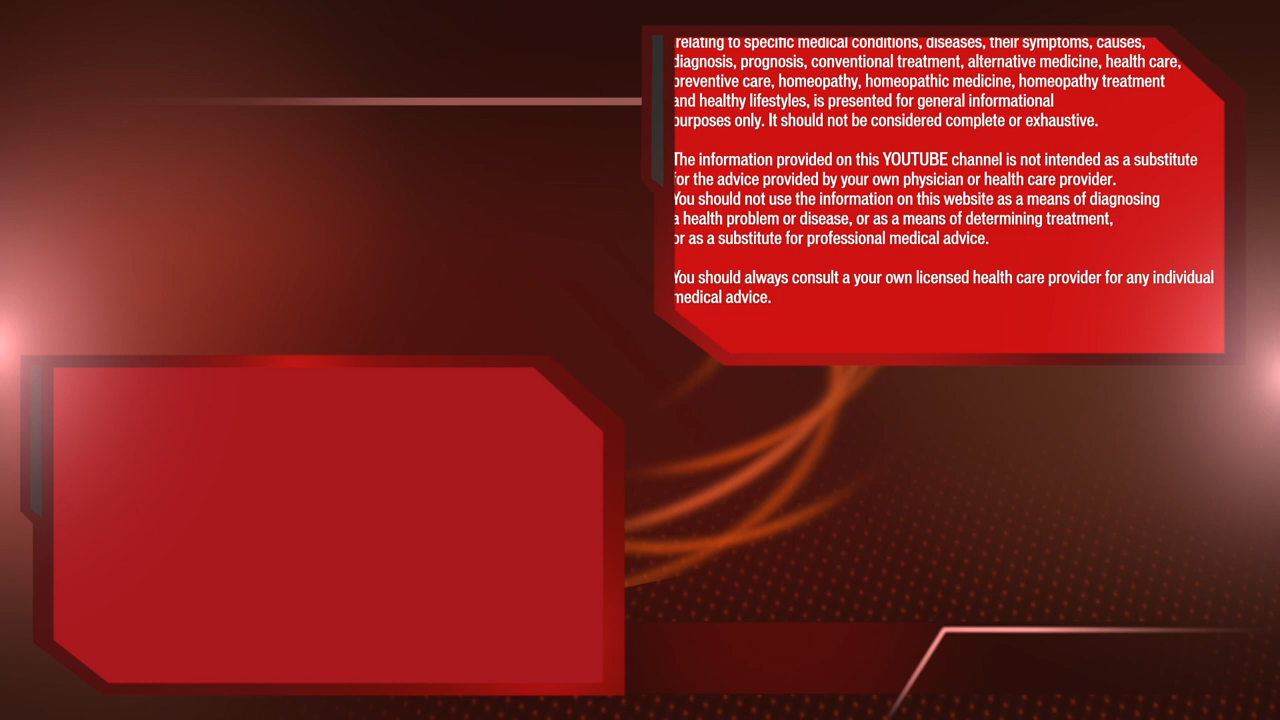 relating to specific medical conditions, diseases, their symptoms, causes,
diagnosis, prognosis, conventional treatment, alternative medicine, health care,
preventive care, homeopathy, homeopathic medicine, homeopathy treatment
and healthy lifestyles, is presented for general informational
purposes only. It should not be considered complete or exhaustive.
The information provided on this YOUTUBE channel is not intended as a substitute
for the advice provided by your own physician or health care provider.
You should not use the information on this website as a means of diagnosing
a health problem or disease, or as a means of determining treatment,
or as a substitute for professional medical advice.
You should always consult a your own licensed health care provider for any individual
medical advice.